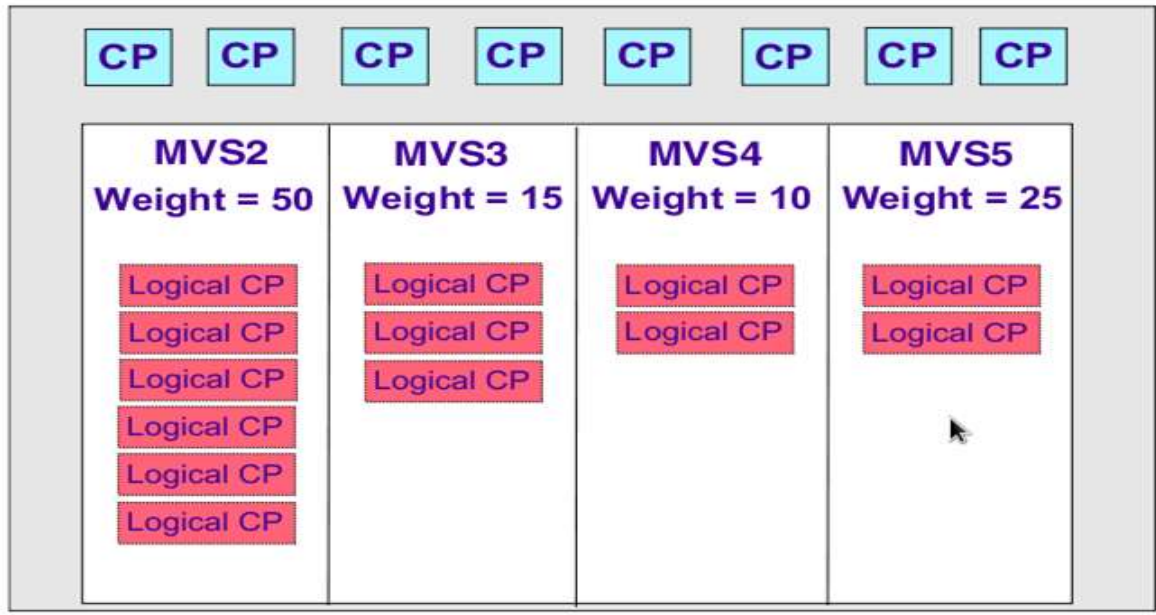 CP CP CP CP CP CP CP CP
MVS2
Weight = 50
Logical CP
Logical CP
Logical CP
Logical CP
Logical CP
Logical CP
MVS3
Weight = 15
Logical CP
Logical CP
Logical CP
MVS4
Weight = 10
Logical CP
Logical CP
MVS5
Weight = 25
Logical CP
Logical CP